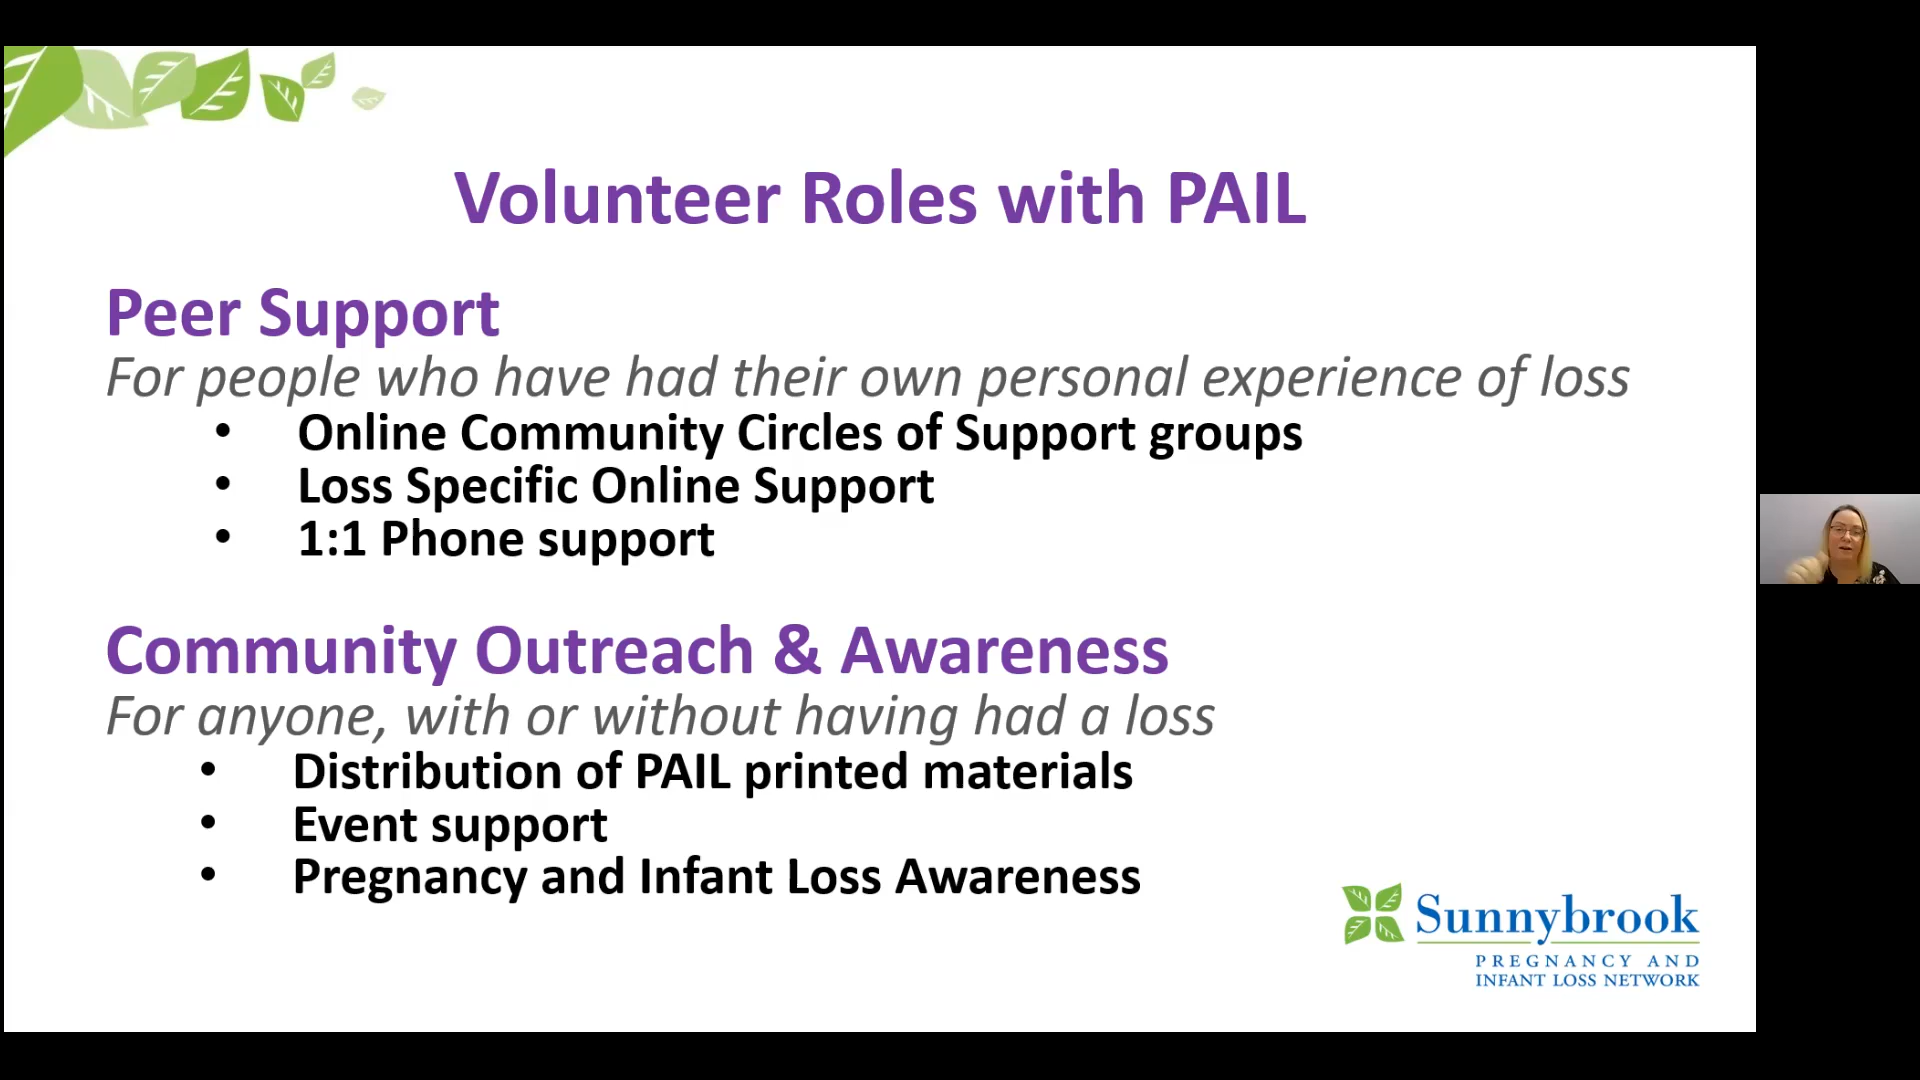 Volunteer Roles with PAIL
Peer Support
For people who have had their own personal experience of loss
• Online Community Circles of Support groups
• Loss Specific Online Support
• 1:1 Phone support
Community Outreach & Awareness
For anyone, with or without having had a loss
• Distribution of PAIL printed materials
• Event support
• Pregnancy and Infant Loss Awareness
Sunnybrook
PREGNANCY AND
INFANT LOSS NETWORK